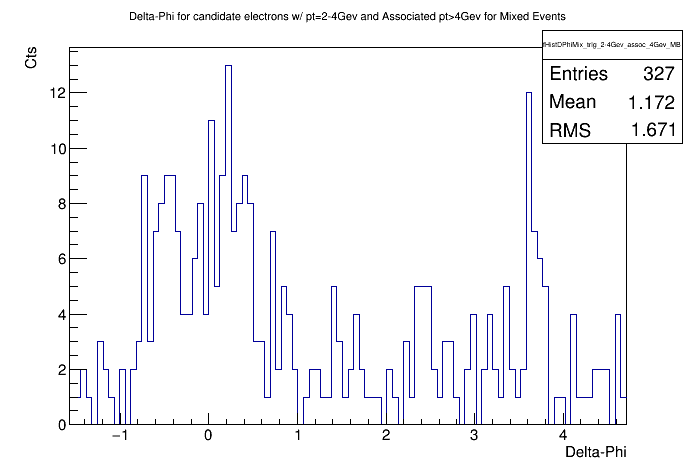 Delta-Phi for candidate electrons w/ pt=2-4Gev and Associated pt>4Gev for Mixed Events
fHistDPhiMix_trig_2-4Gev_assoc_4Gev_MB
Entries 327
Mean 1.172
RMS 1.671
Cts
12
10
8
6
4
2
0
−1 0 1 2 3 4
Delta-Phi